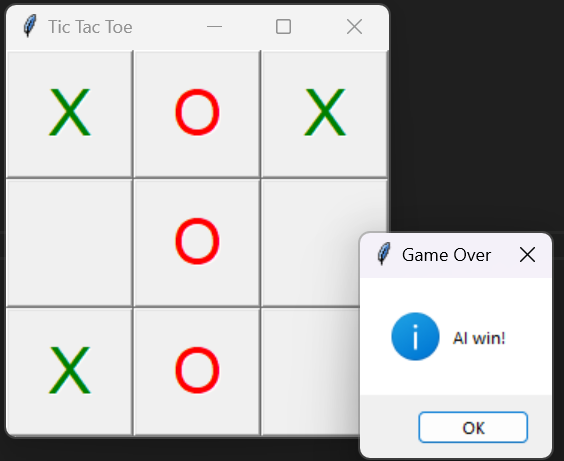 Tic Tac Toe
X O X
O
X O
Game Over
AI win!
OK